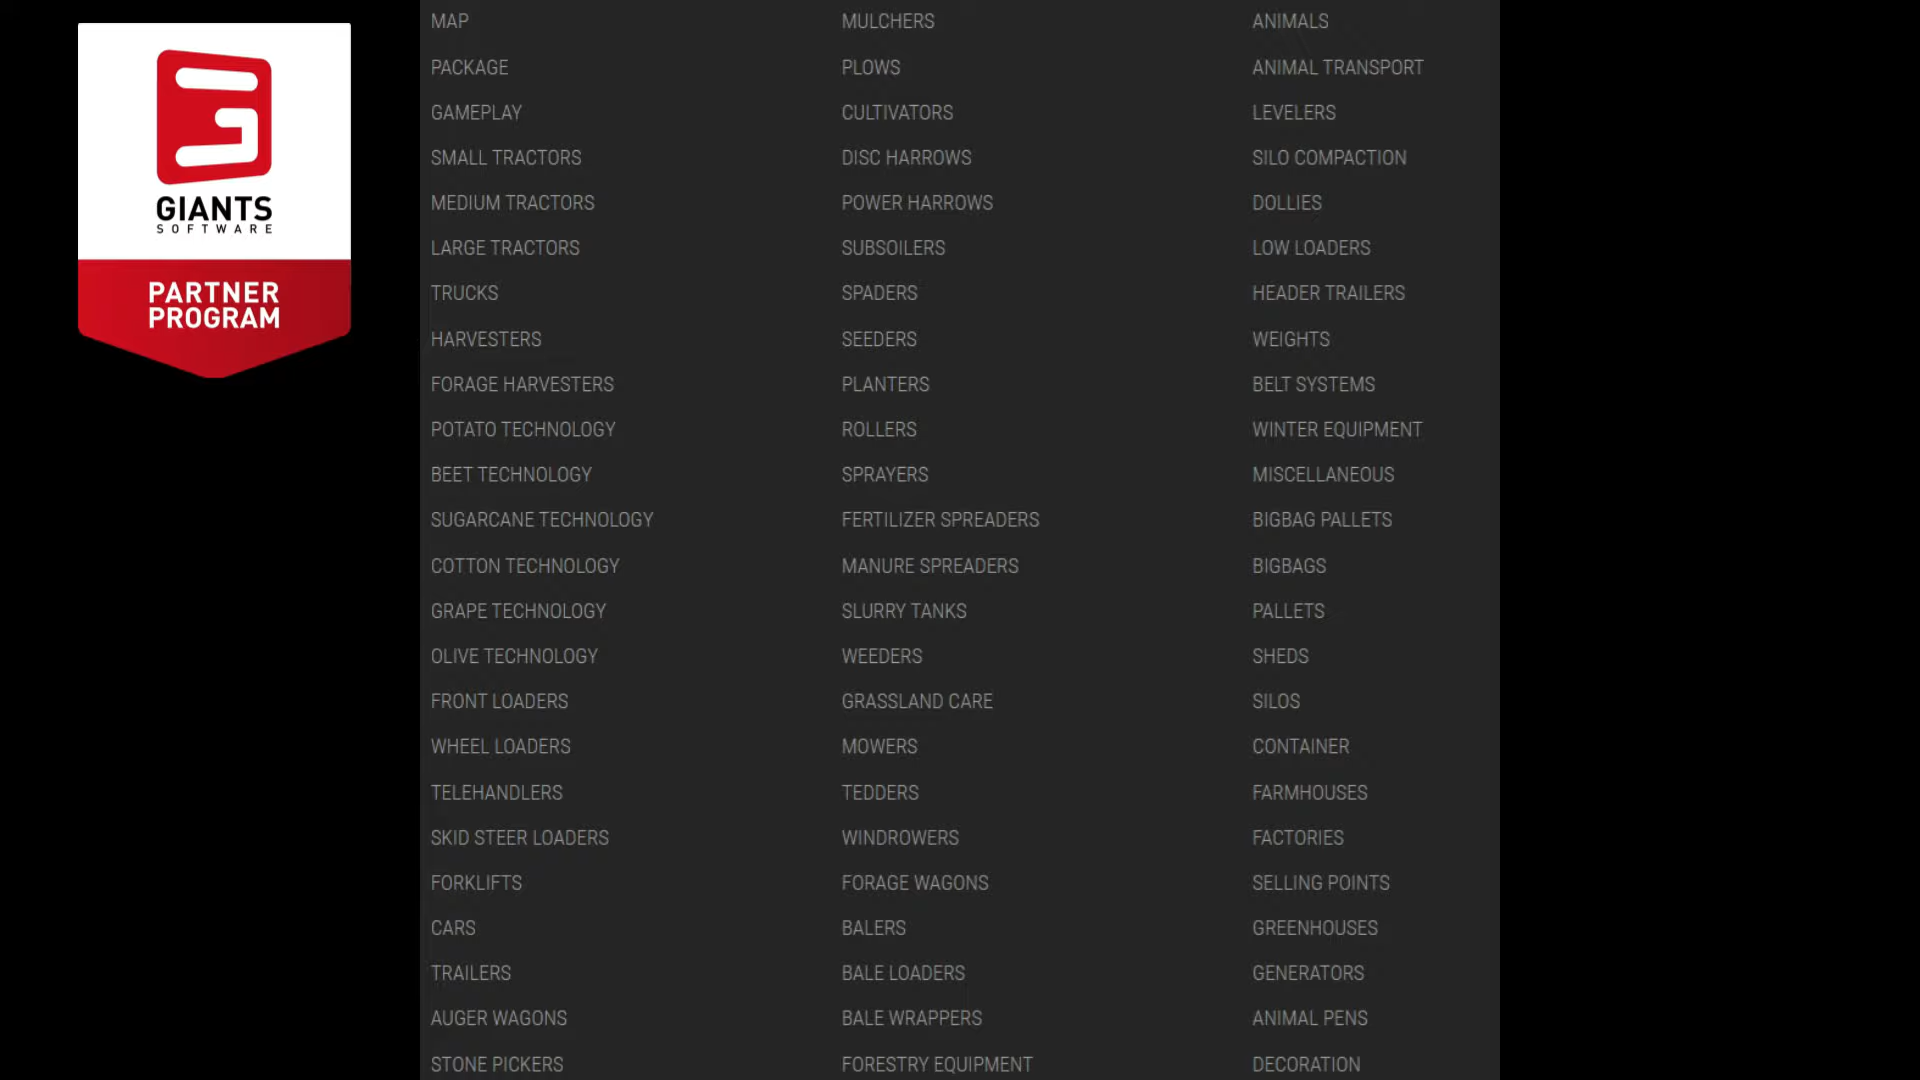 GIANTS
SOFTWARE
PARTNER
PROGRAM
MAP
PACKAGE
GAMEPLAY
SMALL TRACTORS
MEDIUM TRACTORS
LARGE TRACTORS
TRUCKS
HARVESTERS
FORAGE HARVESTERS
POTATO TECHNOLOGY
BEET TECHNOLOGY
SUGARCANE TECHNOLOGY
COTTON TECHNOLOGY
GRAPE TECHNOLOGY
OLIVE TECHNOLOGY
FRONT LOADERS
WHEEL LOADERS
TELEHANDLERS
SKID STEER LOADERS
FORKLIFTS
CARS
TRAILERS
AUGER WAGONS
STONE PICKERS
MULCHERS
PLOWS
CULTIVATORS
DISC HARROWS
POWER HARROWS
SUBSOILERS
SPADERS
SEEDERS
PLANTERS
ROLLERS
SPRAYERS
FERTILIZER SPREADERS
MANURE SPREADERS
SLURRY TANKS
WEEDERS
GRASSLAND CARE
MOWERS
TEDDERS
WINDROWERS
FORAGE WAGONS
BALERS
BALE LOADERS
BALE WRAPPERS
FORESTRY EQUIPMENT
ANIMALS
ANIMAL TRANSPORT
LEVELERS
SILO COMPACTION
DOLLIES
LOW LOADERS
HEADER TRAILERS
WEIGHTS
BELT SYSTEMS
WINTER EQUIPMENT
MISCELLANEOUS
BIGBAG PALLETS
BIGBAGS
PALLETS
SHEDS
SILOS
CONTAINER
FARMHOUSES
FACTORIES
SELLING POINTS
GREENHOUSES
GENERATORS
ANIMAL PENS
DECORATION